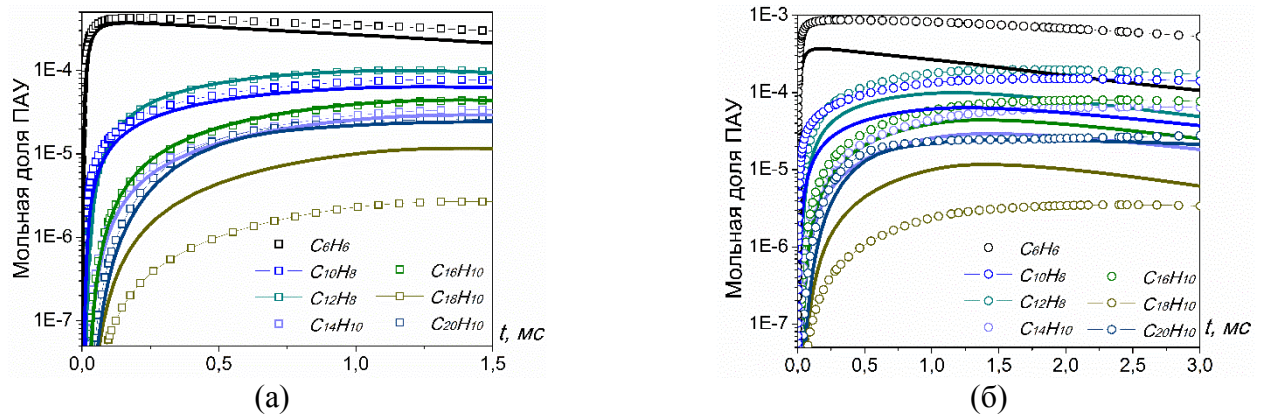 Мольная доля ПАУ
1E-4
1E-5
1E-6
1E-7
0,0 0,5 1,0 1,5
t, мс
C6H6
C10H8 C16H10
C12H8 C18H10
C14H10 C20H10
(а)
Мольная доля ПАУ
1E-3
1E-4
1E-5
1E-6
1E-7
0,0 0,5 1,0 1,5 2,0 2,5 3,0
t, мс
C6H6
C10H8 C16H10
C12H8 C18H10
C14H10 C20H10
(б)